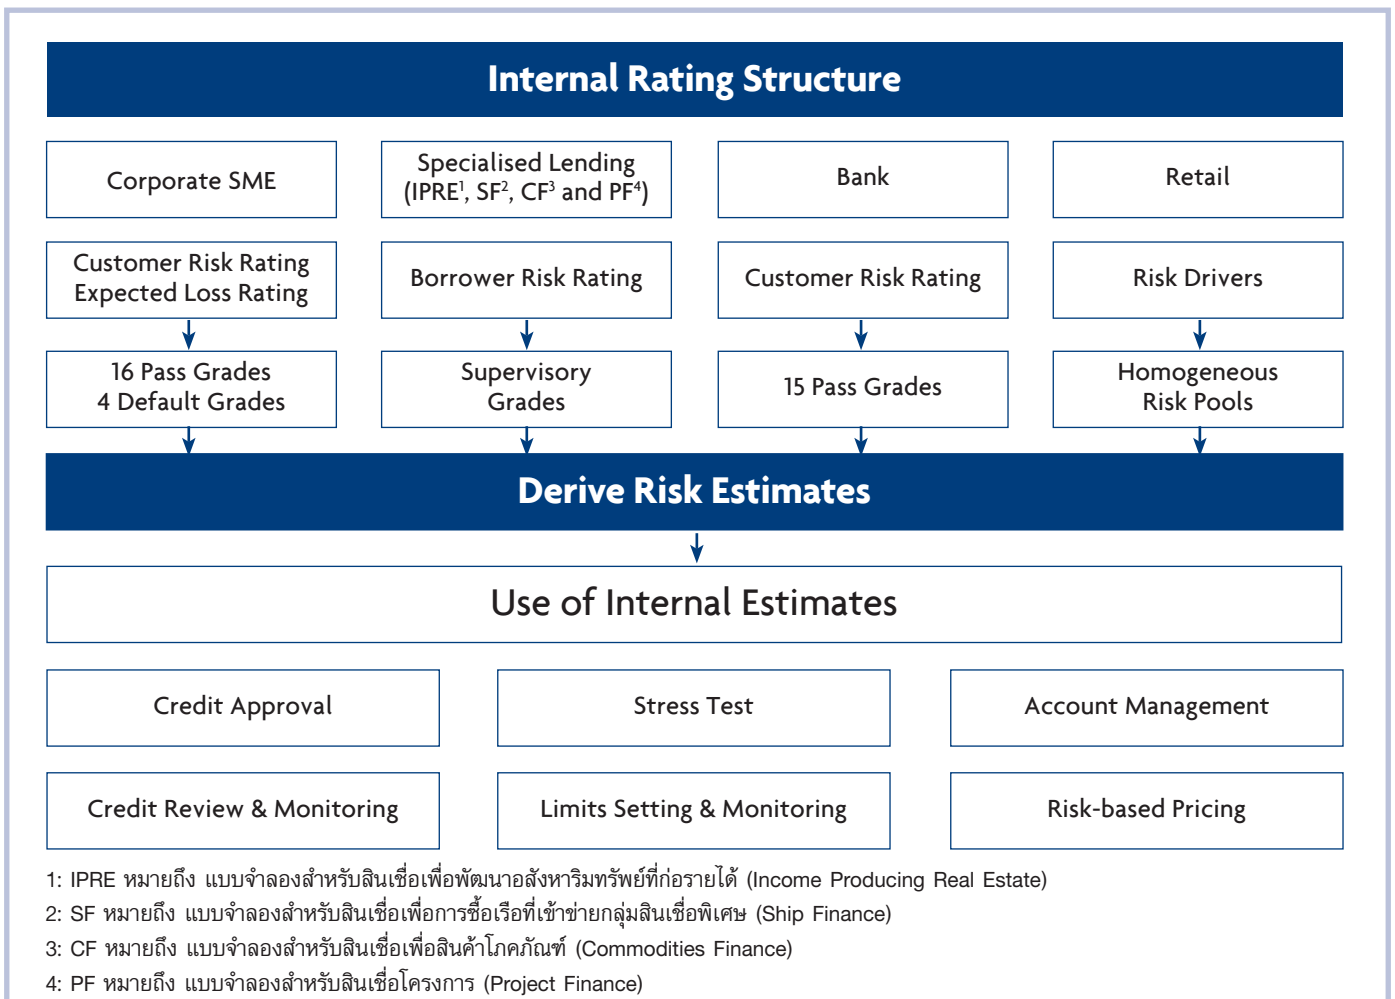 Internal Rating Structure
Corporate SME
Specialised Lending
(IPRE¹, SF², CF³ and PF⁴)
Bank
Retail
Customer Risk Rating
Expected Loss Rating
Borrower Risk Rating
Customer Risk Rating
Risk Drivers
16 Pass Grades
4 Default Grades
Supervisory
Grades
15 Pass Grades
Homogeneous
Risk Pools
Derive Risk Estimates
Use of Internal Estimates
Credit Approval
Stress Test
Account Management
Credit Review & Monitoring
Limits Setting & Monitoring
Risk-based Pricing
1: IPRE หมายถึง แบบจำลองสำหรับสินเชื่อเพื่อพัฒนาอสังหาริมทรัพย์ที่ก่อรายได้ (Income Producing Real Estate)
2: SF หมายถึง แบบจำลองสำหรับสินเชื่อเพื่อการซื้อเรือที่เข้าข่ายกลุ่มสินเชื่อพิเศษ (Ship Finance)
3: CF หมายถึง แบบจำลองสำหรับสินเชื่อเพื่อสินค้าโภคภัณฑ์ (Commodities Finance)
4: PF หมายถึง แบบจำลองสำหรับสินเชื่อโครงการ (Project Finance)